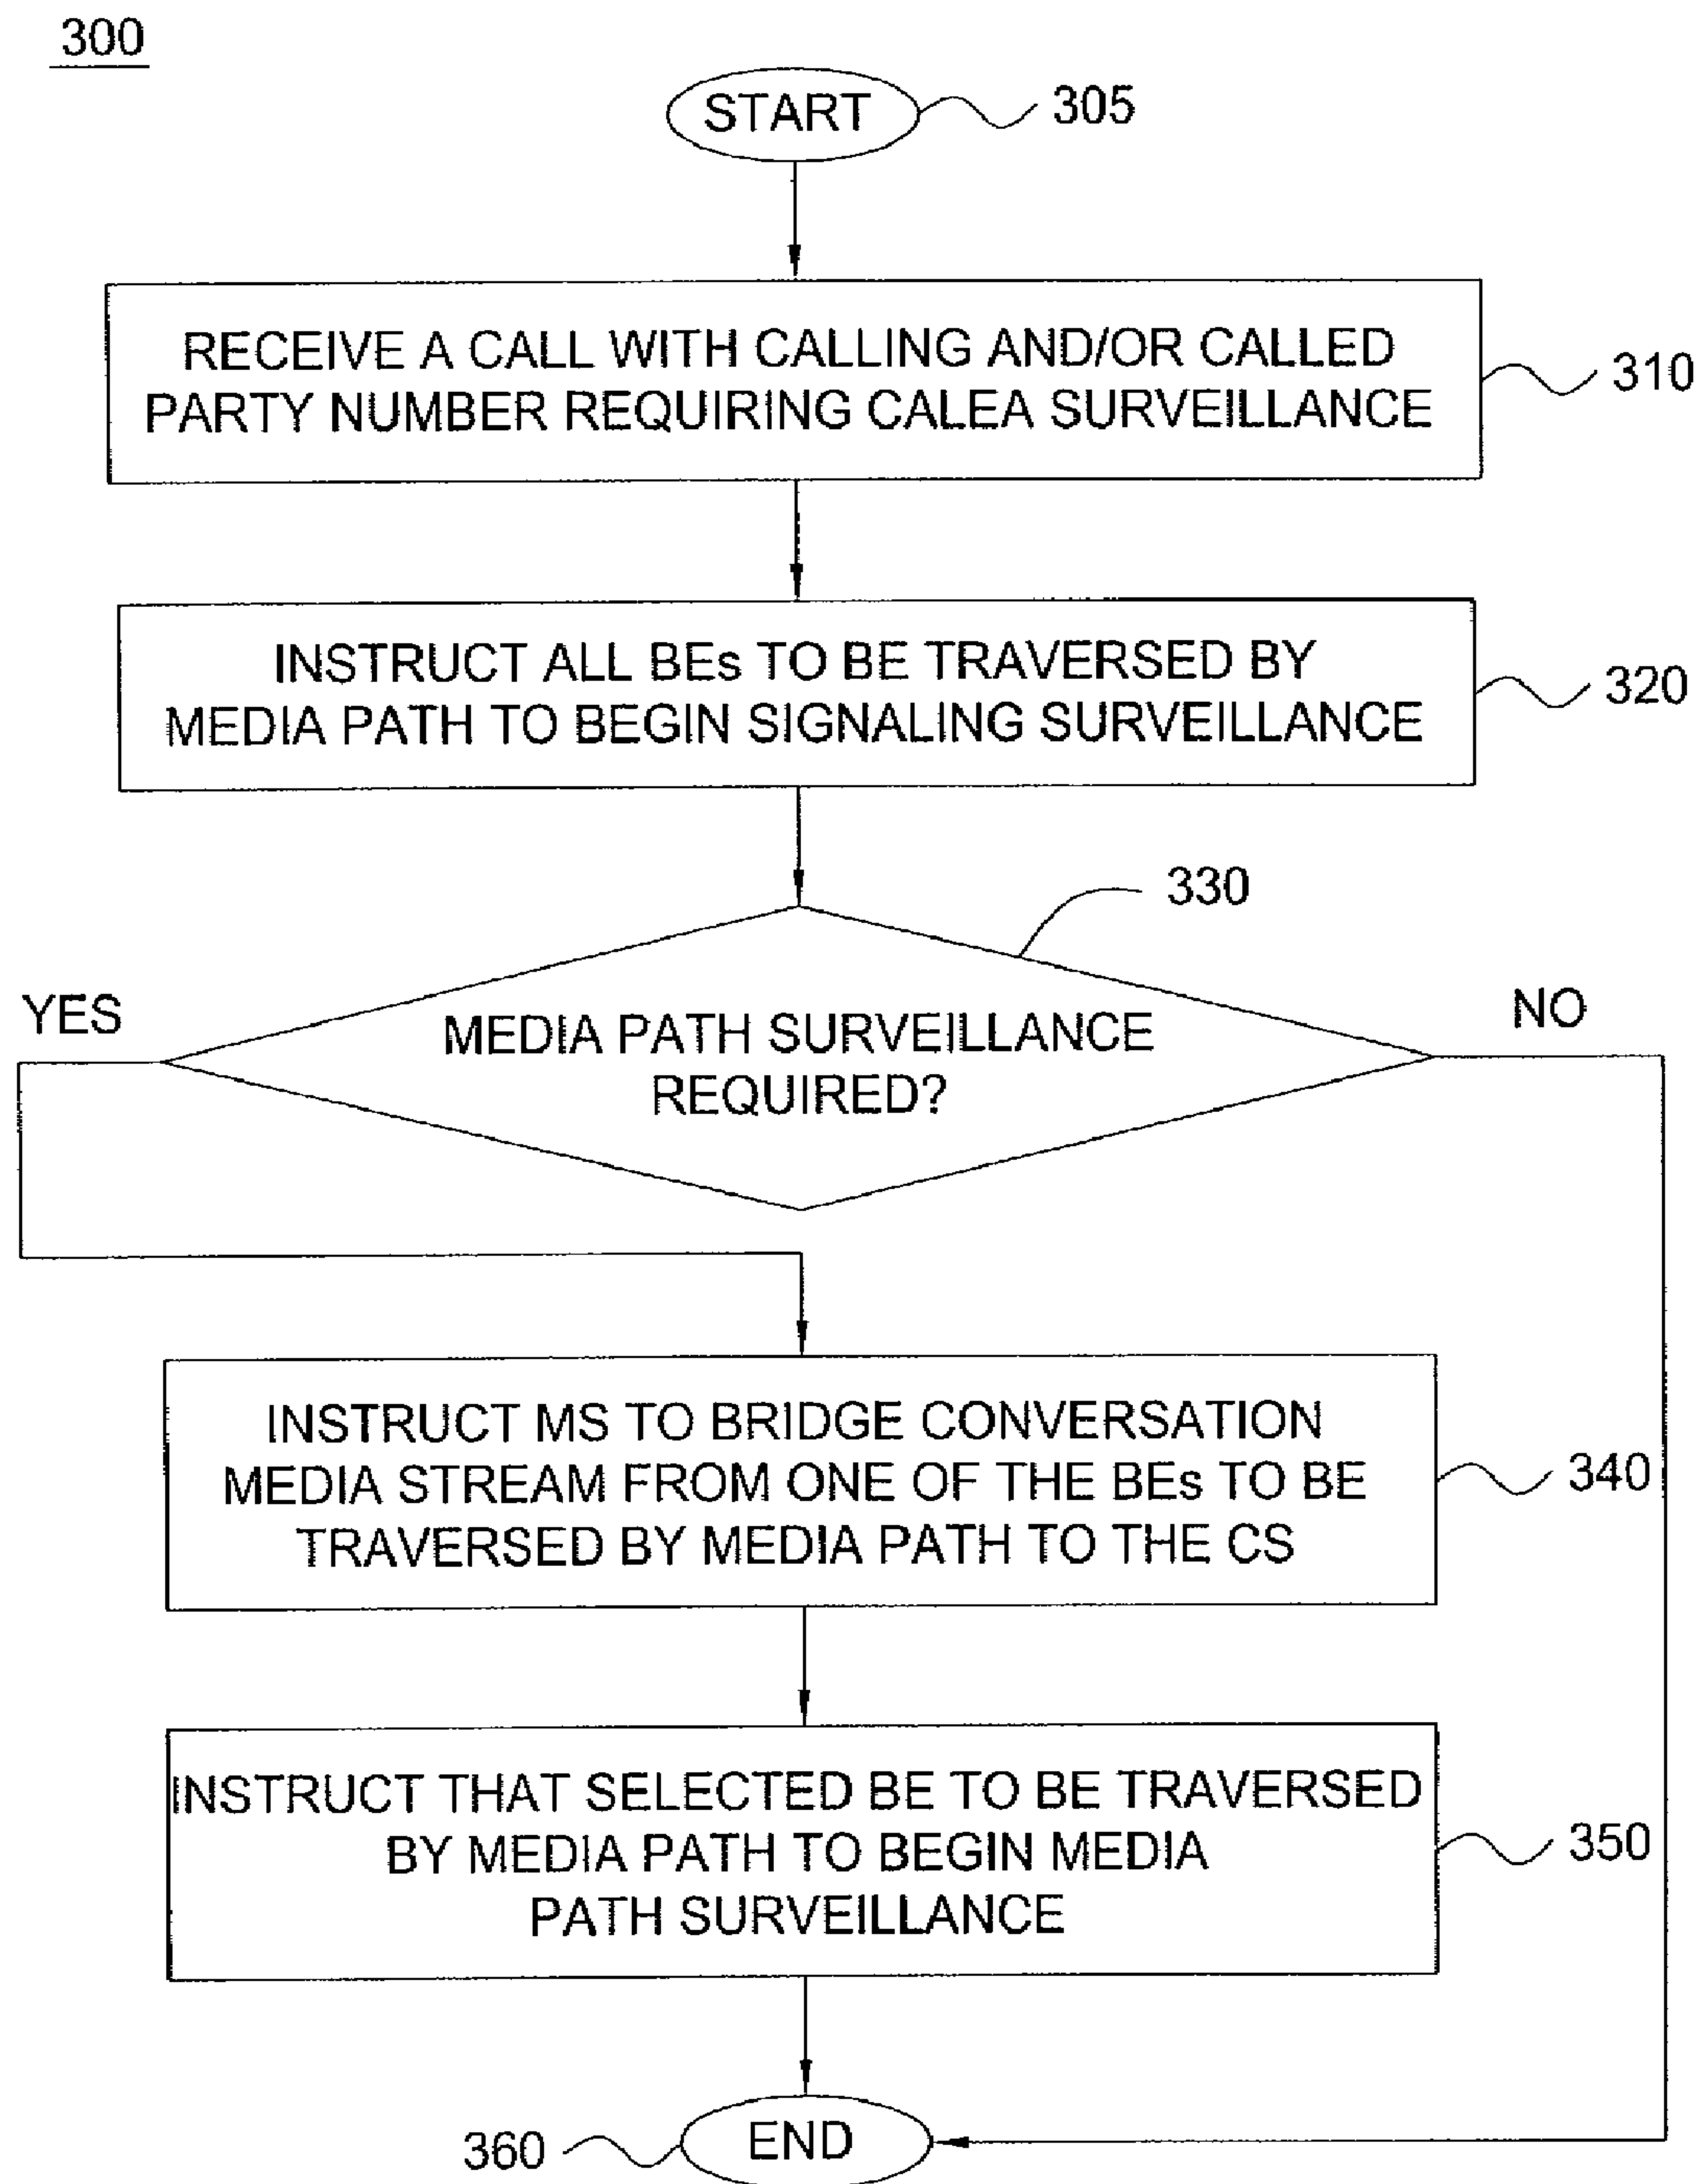 300
START
305
RECEIVE A CALL WITH CALLING AND/OR CALLED
PARTY NUMBER REQUIRING CALEA SURVEILLANCE
310
INSTRUCT ALL BEs TO BE TRAVERSED BY
MEDIA PATH TO BEGIN SIGNALING SURVEILLANCE
320
330
YES
NO
MEDIA PATH SURVEILLANCE
REQUIRED?
INSTRUCT MS TO BRIDGE CONVERSATION
MEDIA STREAM FROM ONE OF THE BEs TO BE
TRAVERSED BY MEDIA PATH TO THE CS
340
INSTRUCT THAT SELECTED BE TO BE TRAVERSED
BY MEDIA PATH TO BEGIN MEDIA
PATH SURVEILLANCE
350
360
END